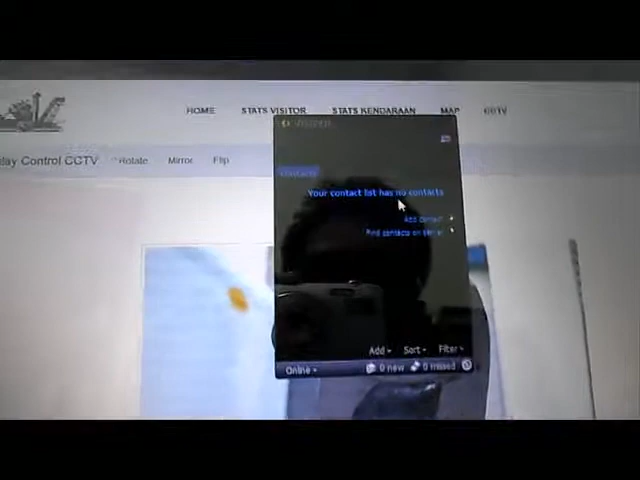 HOME STATS VISITOR STATS KENDARAAN MAP CCTV
lay Control CCTV Rotate Mirror Flip
Contacts
Your contact list has no contacts
Add contact
Find contacts on server
Add Sort Filter
Online 0 new 0 missed